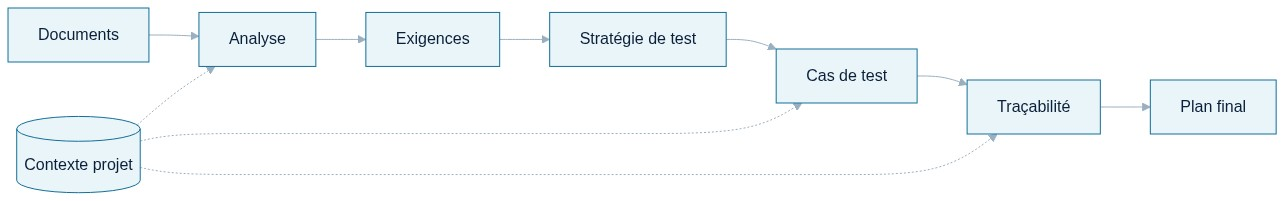 Documents
Analyse
Exigences
Stratégie de test
Cas de test
Traçabilité
Plan final
Contexte projet